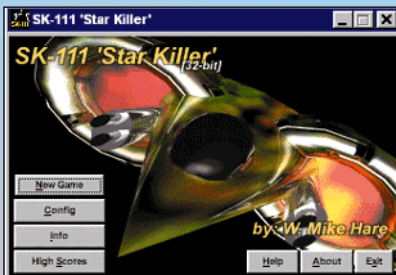 SK-111 'Star Killer'
SK-111 'Star Killer'
[32-bit]
New Game
Config
Info
High Scores
by: W. Mike Hare
Help
About
Exit